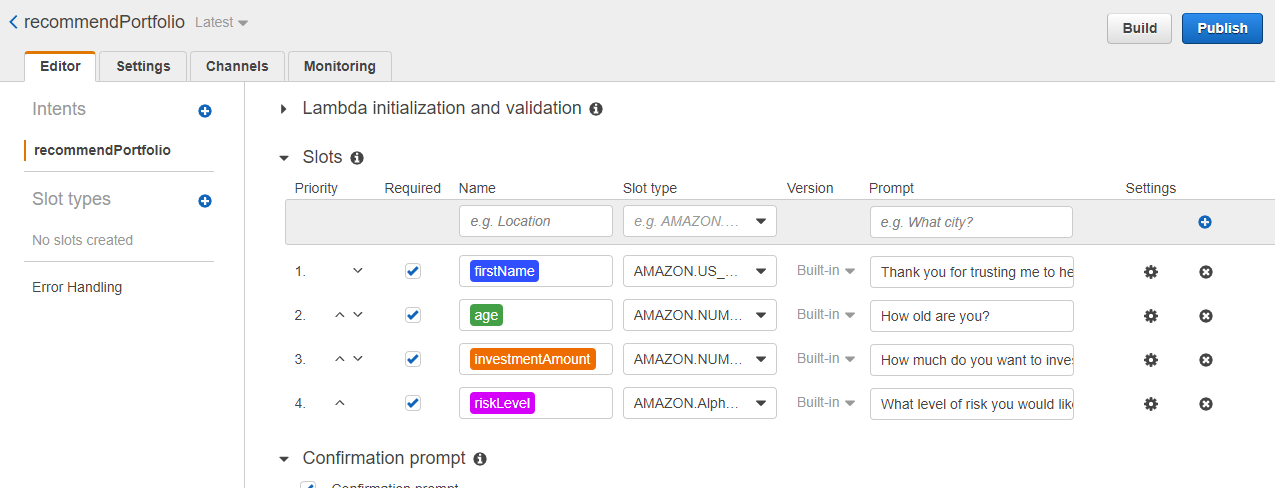 recommendPortfolio Latest
Build Publish
Editor Settings Channels Monitoring
Intents
recommendPortfolio
Slot types
No slots created
Error Handling
Lambda initialization and validation
Slots
Priority Required Name Slot type Version Prompt Settings
e.g. Location e.g. AMAZON.... e.g. What city?
1. firstName AMAZON.US_... Built-in Thank you for trusting me to he
2. age AMAZON.NUM... Built-in How old are you?
3. investmentAmount AMAZON.NUM... Built-in How much do you want to inves
4. riskLevel AMAZON.Alph... Built-in What level of risk you would lik
Confirmation prompt
Confirmation prompt